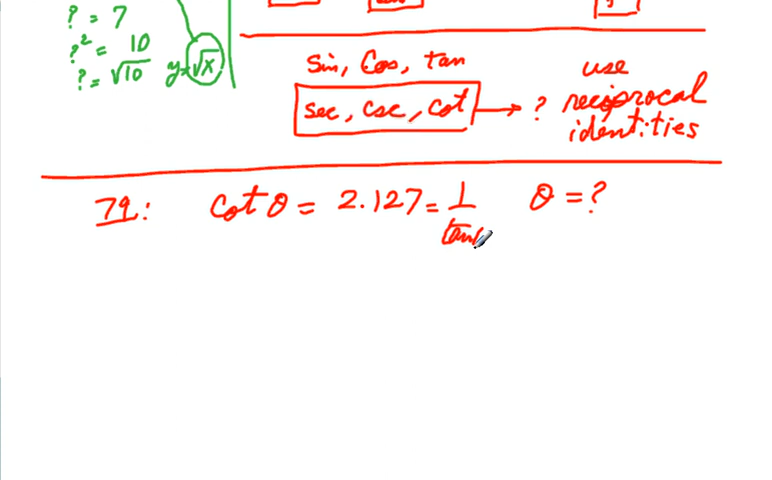 ? = 7
?² = 10
? = √10 y=√x
Sin, Cos, tan
sec, csc, cot → ?
use
reciprocal
identities
79: cot θ = 2.127 = 1/tan θ = ?